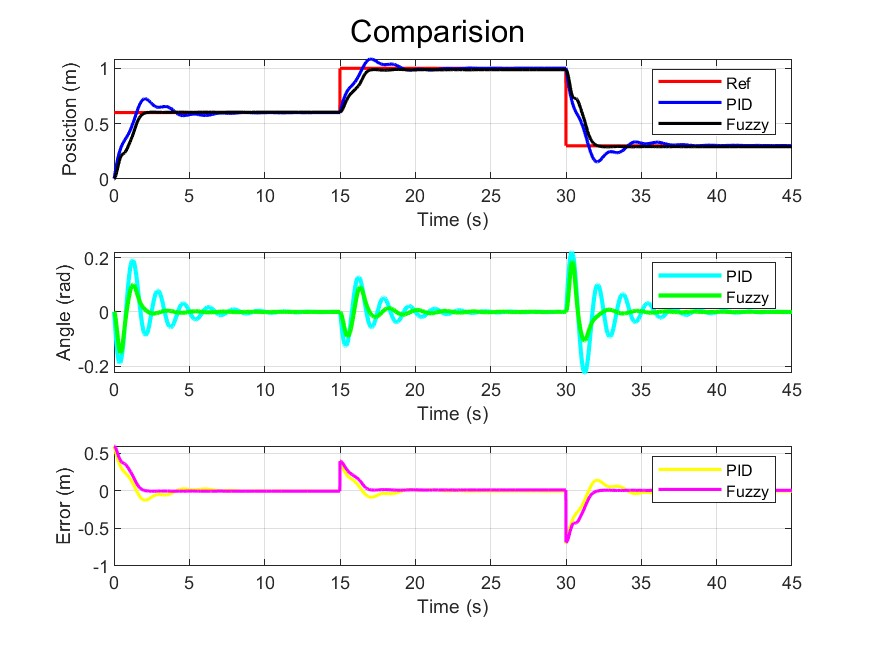 Comparision
Posiction (m)
1
0.5
0
Ref
PID
Fuzzy
0 5 10 15 20 25 30 35 40 45
Time (s)
Angle (rad)
0.2
0
-0.2
PID
Fuzzy
0 5 10 15 20 25 30 35 40 45
Time (s)
Error (m)
0.5
0
-0.5
-1
PID
Fuzzy
0 5 10 15 20 25 30 35 40 45
Time (s)